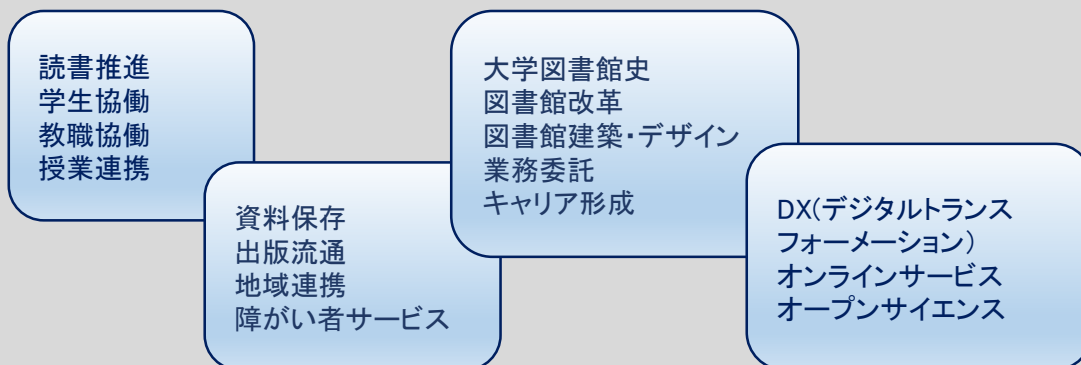 読書推進
学生協働
教職協働
授業連携
資料保存
出版流通
地域連携
障がい者サービス
大学図書館史
図書館改革
図書館建築・デザイン
業務委託
キャリア形成
DX(デジタルトランス
フォーメーション）
オンラインサービス
オープンサイエンス